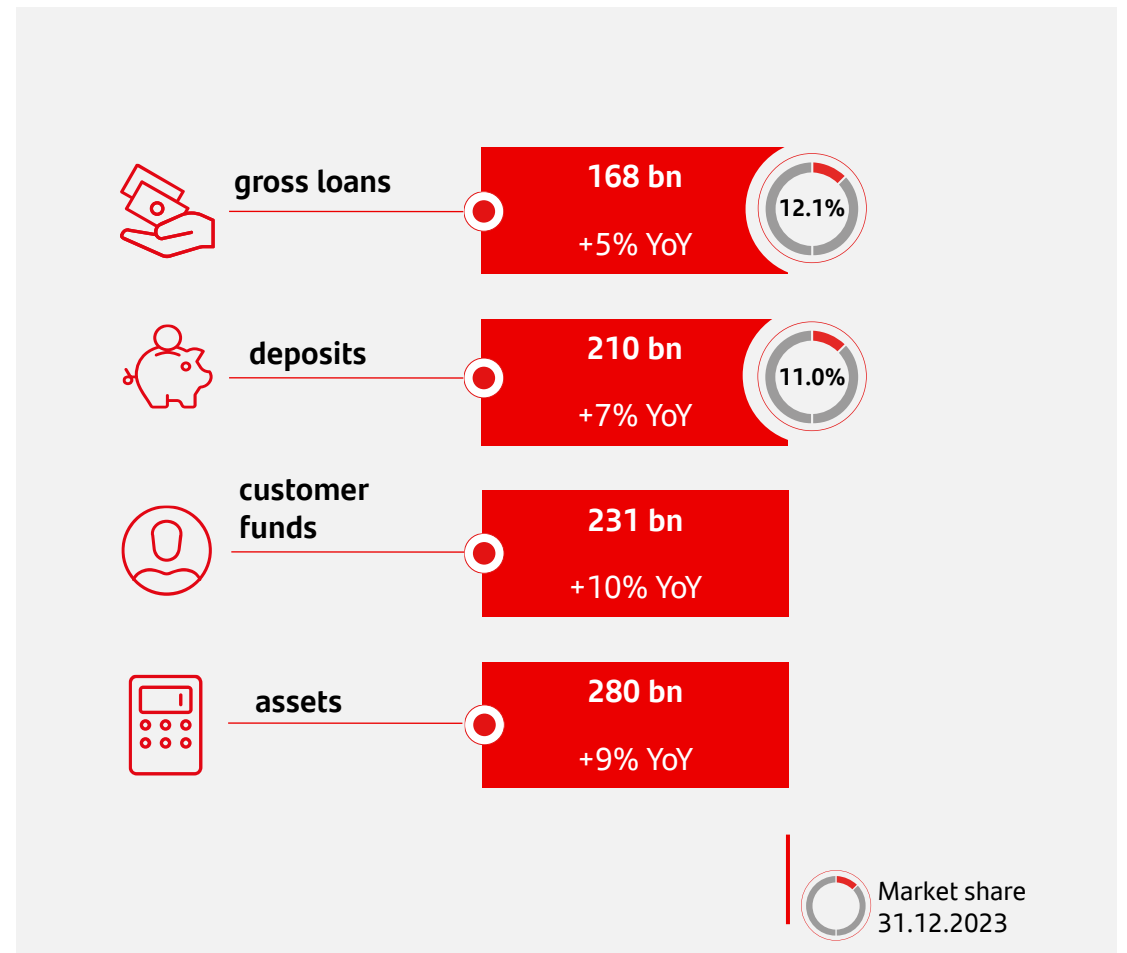 gross loans
168 bn
+5% YoY
12.1%
deposits
210 bn
+7% YoY
11.0%
customer
funds
231 bn
+10% YoY
assets
280 bn
+9% YoY
Market share
31.12.2023